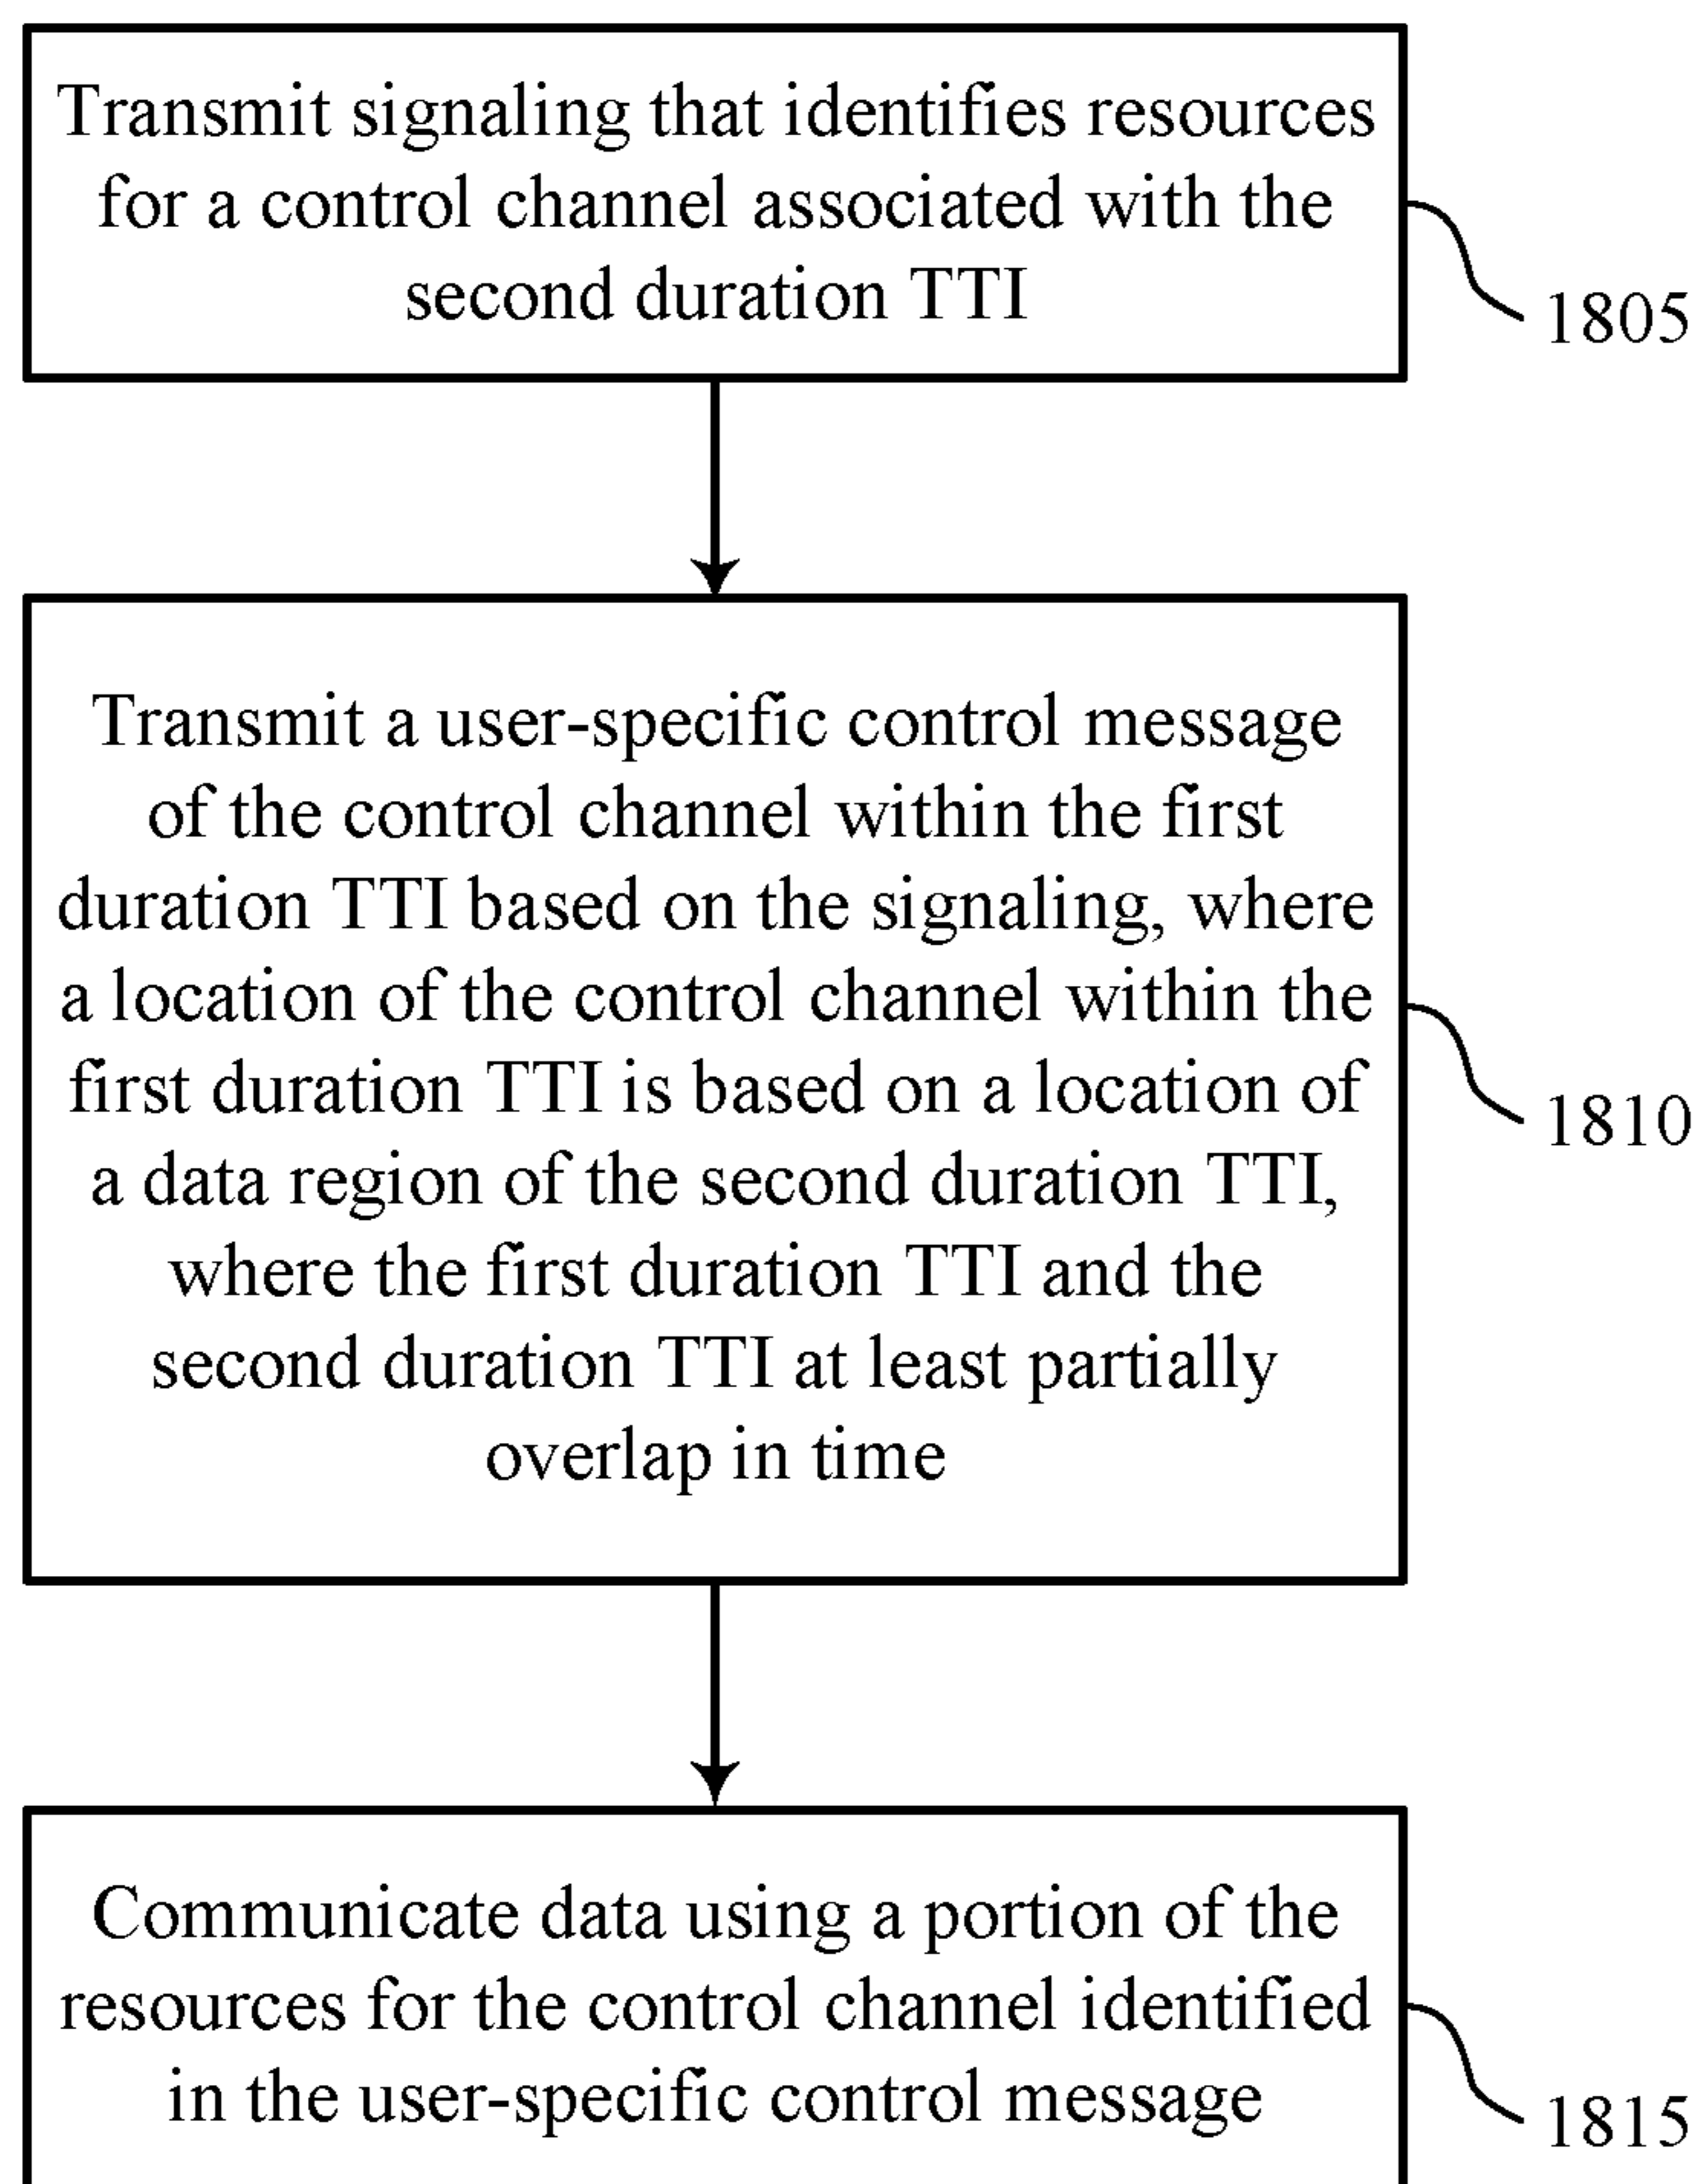 Transmit signaling that identifies resources
for a control channel associated with the
second duration TTI
1805
Transmit a user-specific control message
of the control channel within the first
duration TTI based on the signaling, where
a location of the control channel within the
first duration TTI is based on a location of
a data region of the second duration TTI,
where the first duration TTI and the
second duration TTI at least partially
overlap in time
1810
Communicate data using a portion of the
resources for the control channel identified
in the user-specific control message
1815